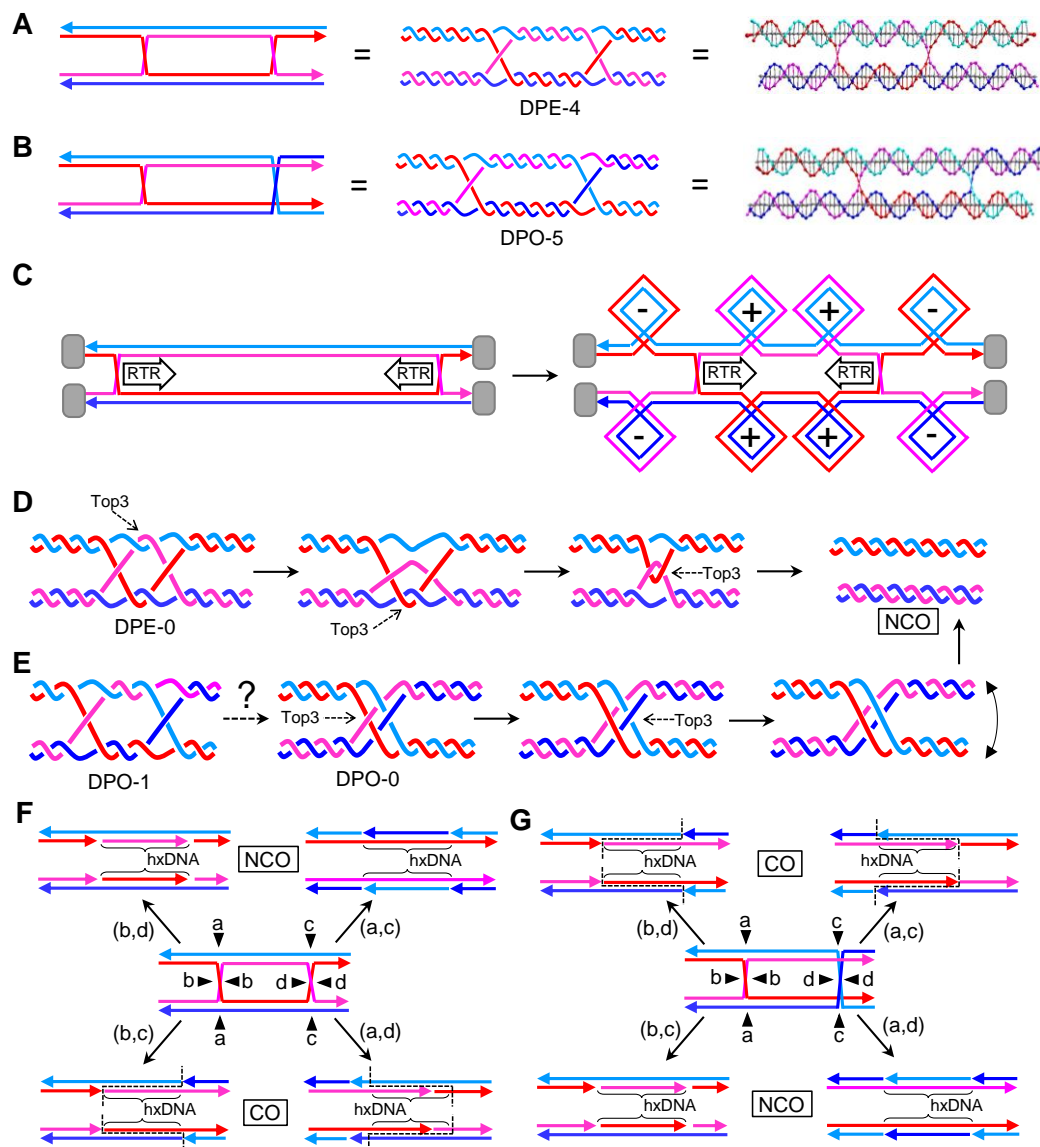 A
=
=
DPE-4
B
=
=
DPO-5
C
RTR
RTR
- + + -
RTR
RTR
- + + -
D
Top3
Top3
Top3
DPE-0
NCO
E
?
Top3
Top3
DPO-1
DPO-0
F
hxDNA
NCO
hxDNA
(b,d)
a
c
(a,c)
b
b
d
d
(b,c)
a
c
(a,d)
hxDNA
CO
hxDNA
G
hxDNA
CO
hxDNA
(b,d)
a
c
(a,c)
b
b
d
d
(b,c)
a
c
(a,d)
hxDNA
NCO
hxDNA